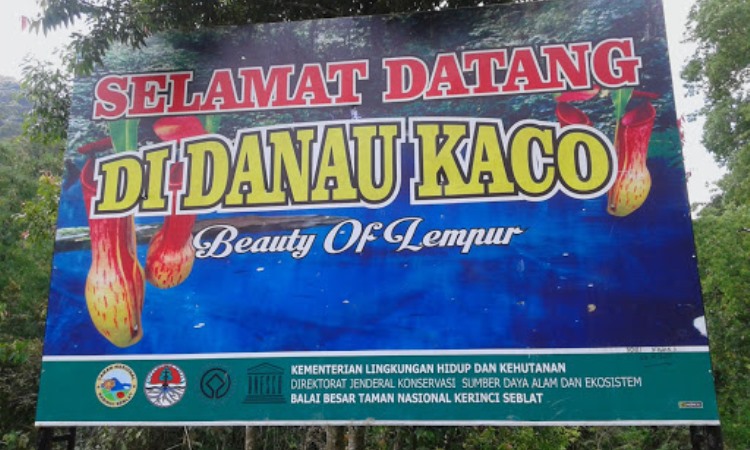 SELAMAT DATANG
DI DANAU KACO
Beauty Of Lempur
KEMENTERIAN LINGKUNGAN HIDUP DAN KEHUTANAN
DIREKTORAT JENDERAL KONSERVASI SUMBER DAYA ALAM DAN EKOSISTEM
BALAI BESAR TAMAN NASIONAL KERINCI SEBLAT